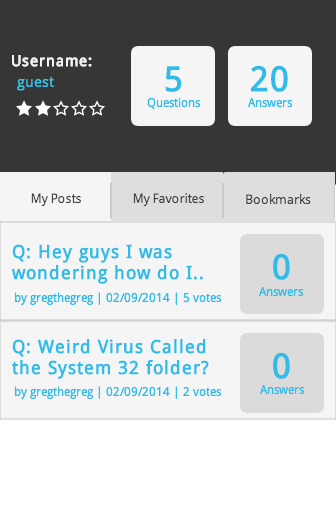 Username:
guest
5
Questions
20
Answers
My Posts
My Favorites
Bookmarks
Q: Hey guys I was
wondering how do I..
by gregthegreg | 02/09/2014 | 5 votes
0
Answers
Q: Weird Virus Called
the System 32 folder?
by gregthegreg | 02/09/2014 | 2 votes
0
Answers